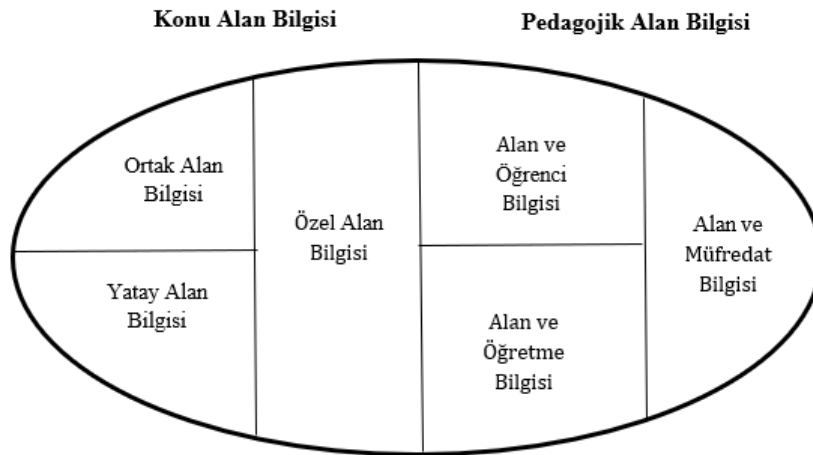 Konu Alan Bilgisi
Pedagojik Alan Bilgisi
Ortak Alan
Bilgisi
Yatay Alan
Bilgisi
Özel Alan
Bilgisi
Alan ve
Öğrenci
Bilgisi
Alan ve
Öğretme
Bilgisi
Alan ve
Müfredat
Bilgisi